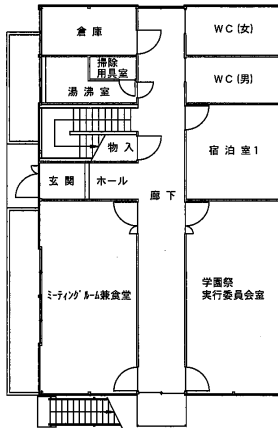 倉庫
WC(女)
掃除
用具室
WC(男)
湯沸室
物入
宿泊室1
玄関
ホール
廊下
ミーティングルーム兼食堂
学園祭
実行委員会室